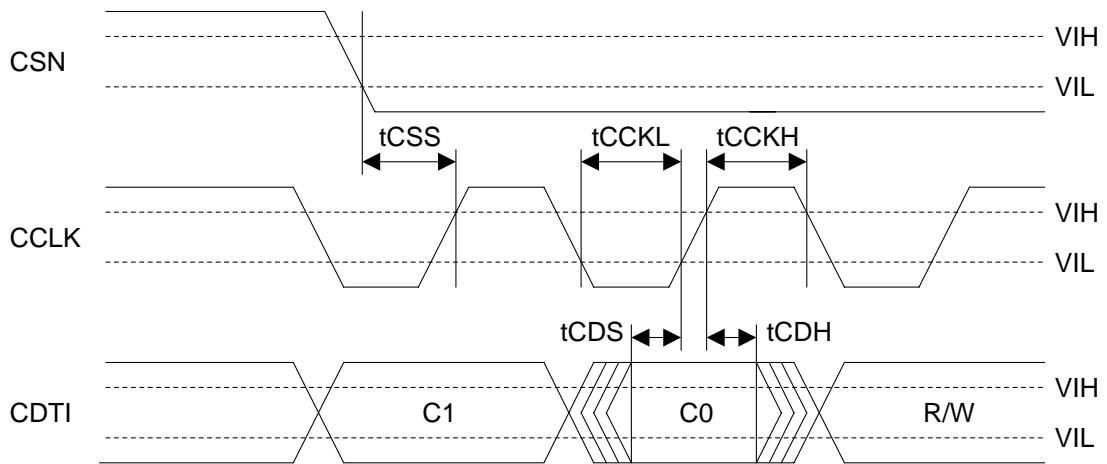 VIH
CSN
VIL
tCSS
tCCKL
tCCKH
VIH
CCLK
VIL
tCDS
tCDH
VIH
CDTI
C1
C0
R/W
VIL